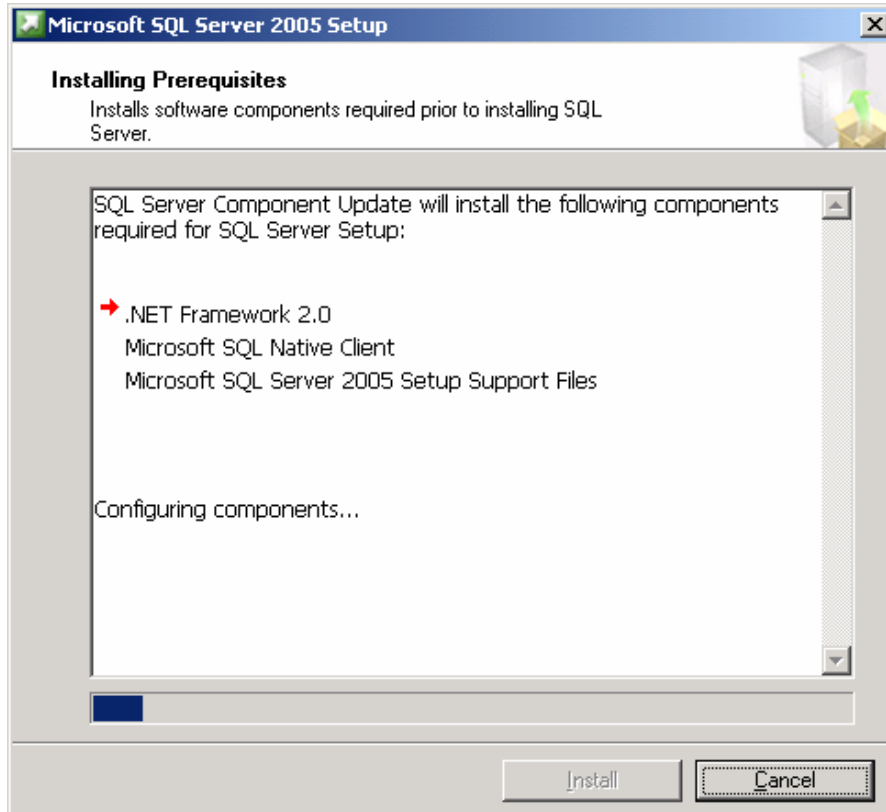 Microsoft SQL Server 2005 Setup
Installing Prerequisites
Installs software components required prior to installing SQL
Server.
SQL Server Component Update will install the following components
required for SQL Server Setup:
.NET Framework 2.0
Microsoft SQL Native Client
Microsoft SQL Server 2005 Setup Support Files
Configuring components...
Install
Cancel